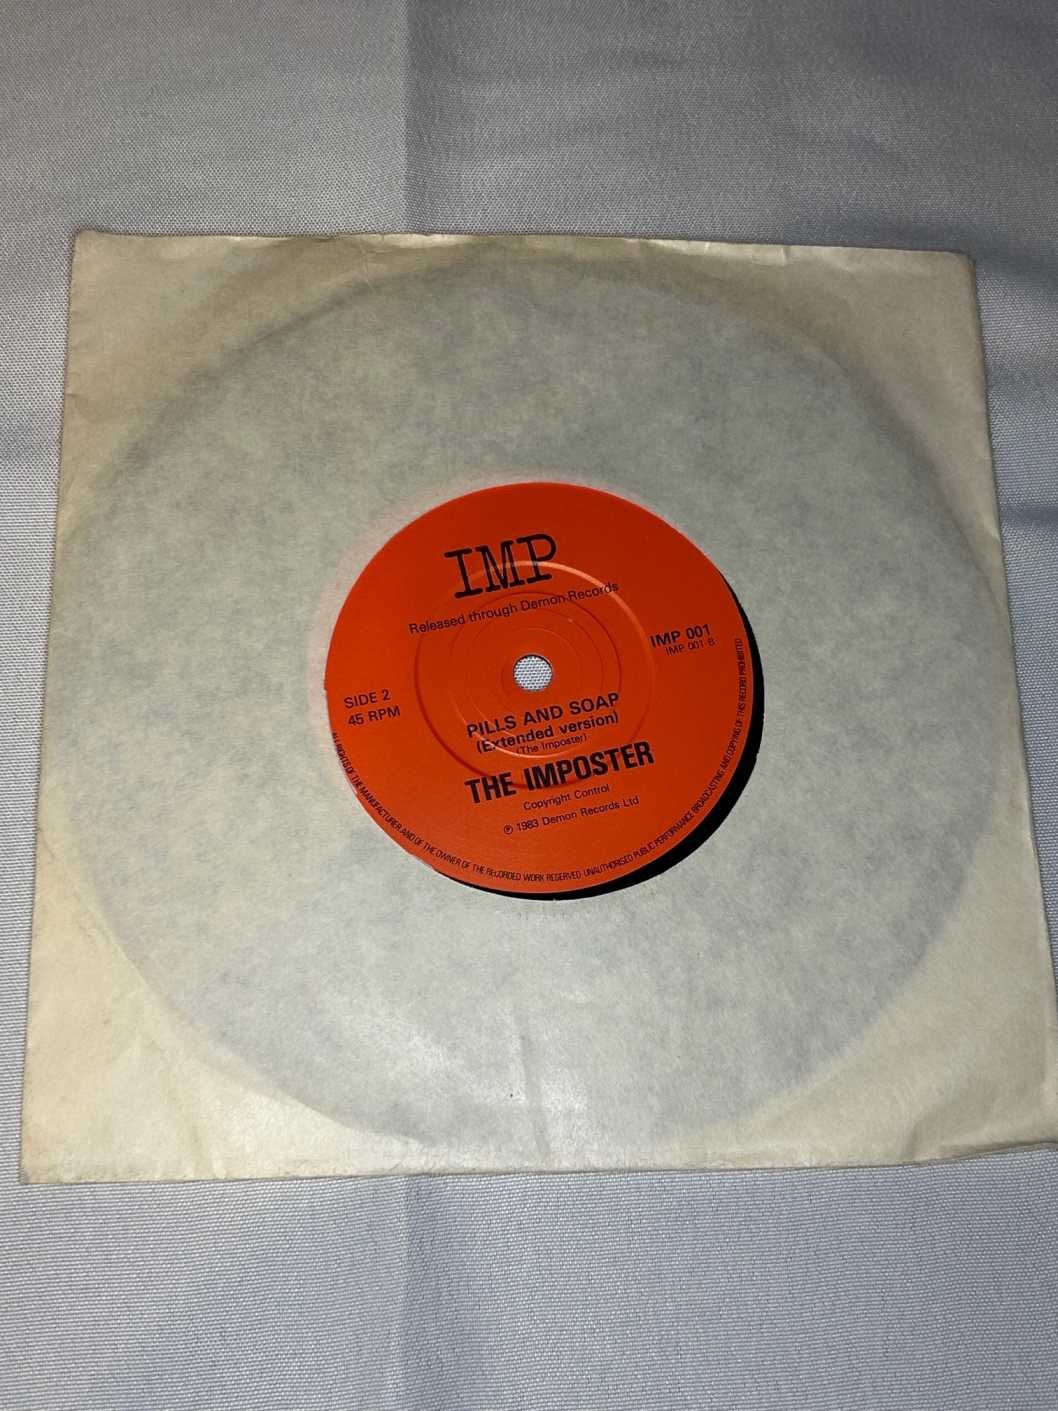 IMP
Released through Demon Records
IMP 001
IMP 001-B
SIDE 2
45 RPM
PILLS AND SOAP
(Extended version)
(The Imposter)
THE IMPOSTER
Copyright Control
℗ 1983 Demon Records Ltd
ALL RIGHTS OF THE MANUFACTURER AND OF THE OWNER OF THE RECORDED WORK RESERVED UNAUTHORISED PUBLIC PERFORMANCE BROADCASTING AND COPYING OF THIS RECORD PROHIBITED